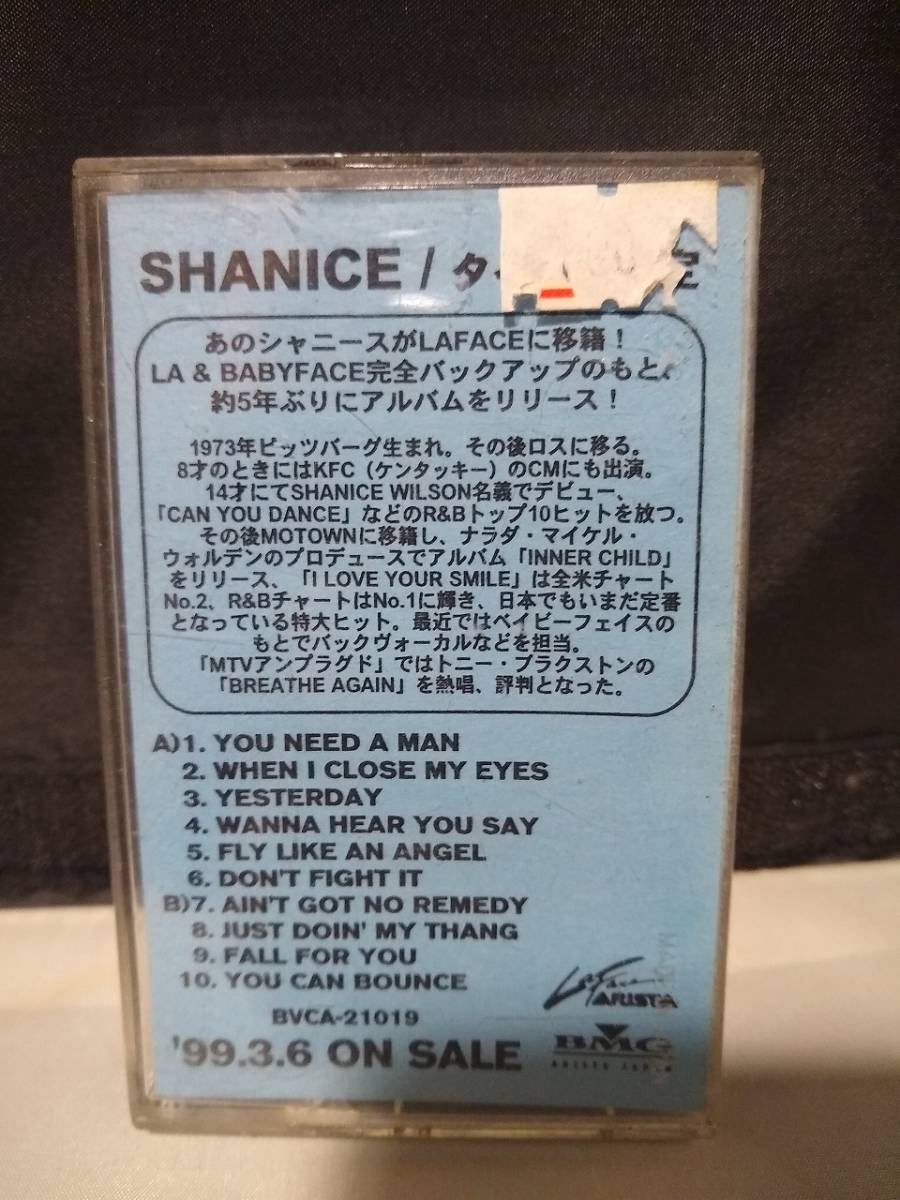 SHANICE / タ
あのシャニースがLAFACEに移籍！
LA & BABYFACE完全バックアップのもと、
約5年ぶりにアルバムをリリース！
1973年ピッツバーグ生まれ。その後ロスに移る。
8才のときにはKFC（ケンタッキー）のCMにも出演。
14才にてSHANICE WILSON名義でデビュー、
「CAN YOU DANCE」などのR&Bトップ10ヒットを放つ。
その後MOTOWNに移籍し、ナラダ・マイケル・
ウォルデンのプロデュースでアルバム「INNER CHILD」
をリリース、「I LOVE YOUR SMILE」は全米チャート
No.2、R&BチャートはNo.1に輝き、日本でもいまだ定番
となっている特大ヒット。最近ではベイビーフェイスの
もとでバックヴォーカルなどを担当。
「MTVアンプラグド」ではトニー・ブラクストンの
「BREATHE AGAIN」を熱唱、評判となった。
A)1. YOU NEED A MAN
2. WHEN I CLOSE MY EYES
3. YESTERDAY
4. WANNA HEAR YOU SAY
5. FLY LIKE AN ANGEL
6. DON'T FIGHT IT
B)7. AIN'T GOT NO REMEDY
8. JUST DOIN' MY THANG
9. FALL FOR YOU
10. YOU CAN BOUNCE
LaFace
ARISTA
BVCA-21019
'99.3.6 ON SALE
BMG
ARISTA JAPAN